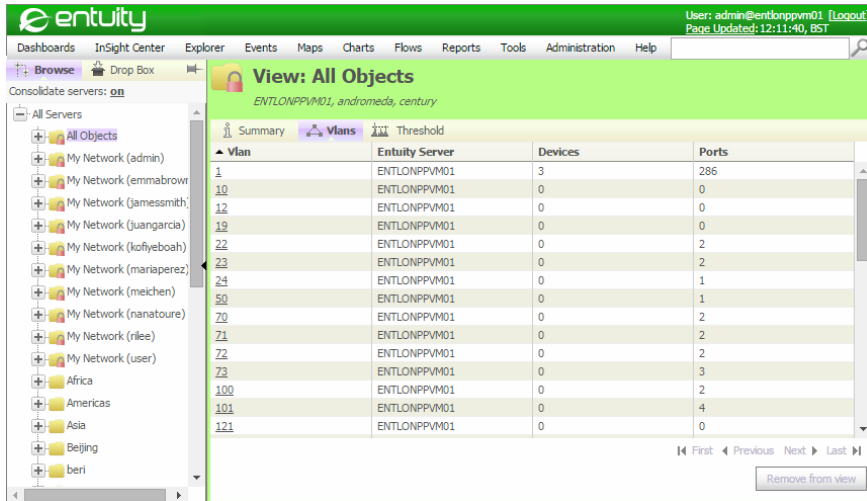 entuity
User: admin@entlonppvm01 [Logout
Page Updated: 12:11:40, BST
Dashboards InSight Center Explorer Events Maps Charts Flows Reports Tools Administration Help
Browse Drop Box
Consolidate servers: on
All Servers
All Objects
My Network (admin)
My Network (emmabrown
My Network (jamessmith)
My Network (juangarcia)
My Network (kofiyeboah)
My Network (mariaperez)
My Network (meichen)
My Network (nanatoure)
My Network (rilee)
My Network (user)
Africa
Americas
Asia
Beijing
beri
View: All Objects
ENTLONPPVM01, andromeda, century
Summary Vlans Threshold
Vlan Entuity Server Devices Ports
1 ENTLONPPVM01 3 286
10 ENTLONPPVM01 0 0
12 ENTLONPPVM01 0 0
19 ENTLONPPVM01 0 0
22 ENTLONPPVM01 0 2
23 ENTLONPPVM01 0 2
24 ENTLONPPVM01 0 1
50 ENTLONPPVM01 0 1
70 ENTLONPPVM01 0 2
71 ENTLONPPVM01 0 2
72 ENTLONPPVM01 0 2
73 ENTLONPPVM01 0 3
100 ENTLONPPVM01 0 2
101 ENTLONPPVM01 0 4
121 ENTLONPPVM01 0 0
First Previous Next Last
Remove from view